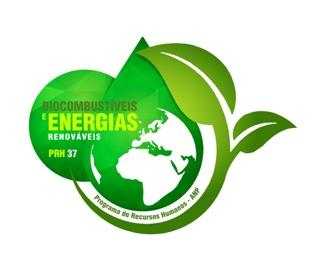 BIOCOMBUSTÍVEIS
E ENERGIAS
RENOVÁVEIS
PRH 37
Programa de Recursos Humanos - ANP